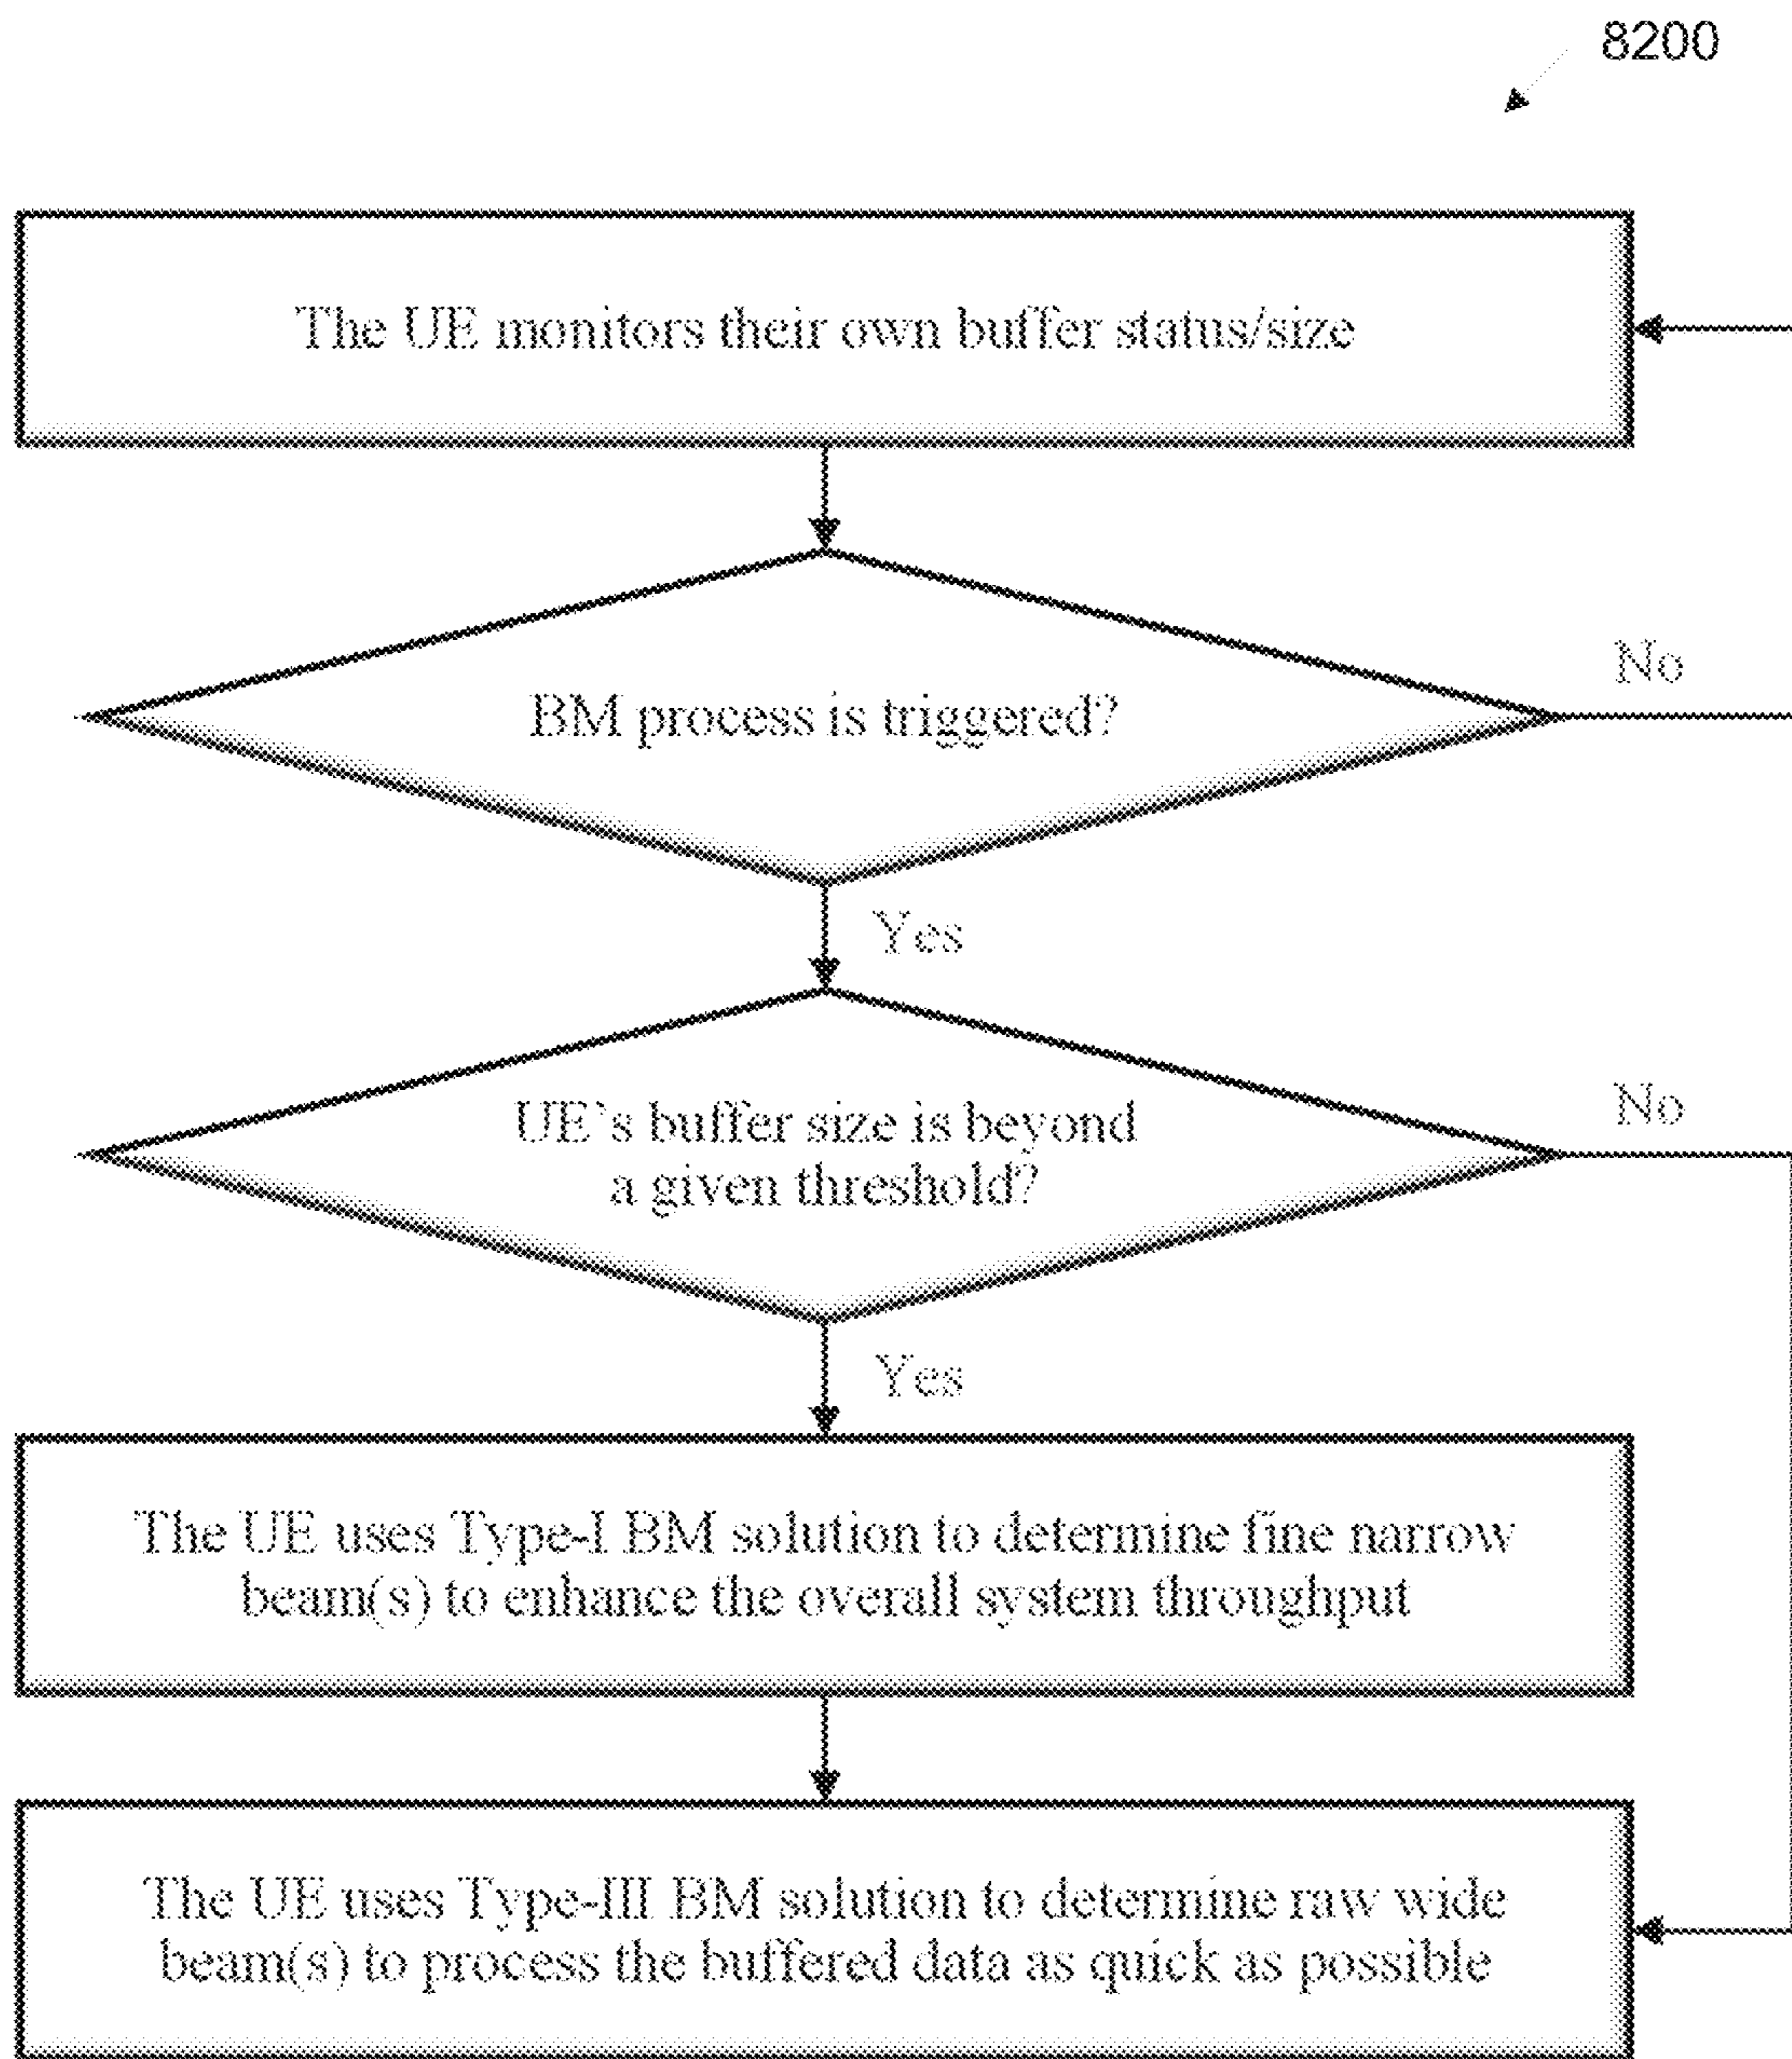 8200
The UE monitors their own buffer status/size
BM process is triggered?
No
Yes
UE's buffer size is beyond
a given threshold?
No
Yes
The UE uses Type-I BM solution to determine fine narrow
beam(s) to enhance the overall system throughput
The UE uses Type-III BM solution to determine raw wide
beam(s) to process the buffered data as quick as possible